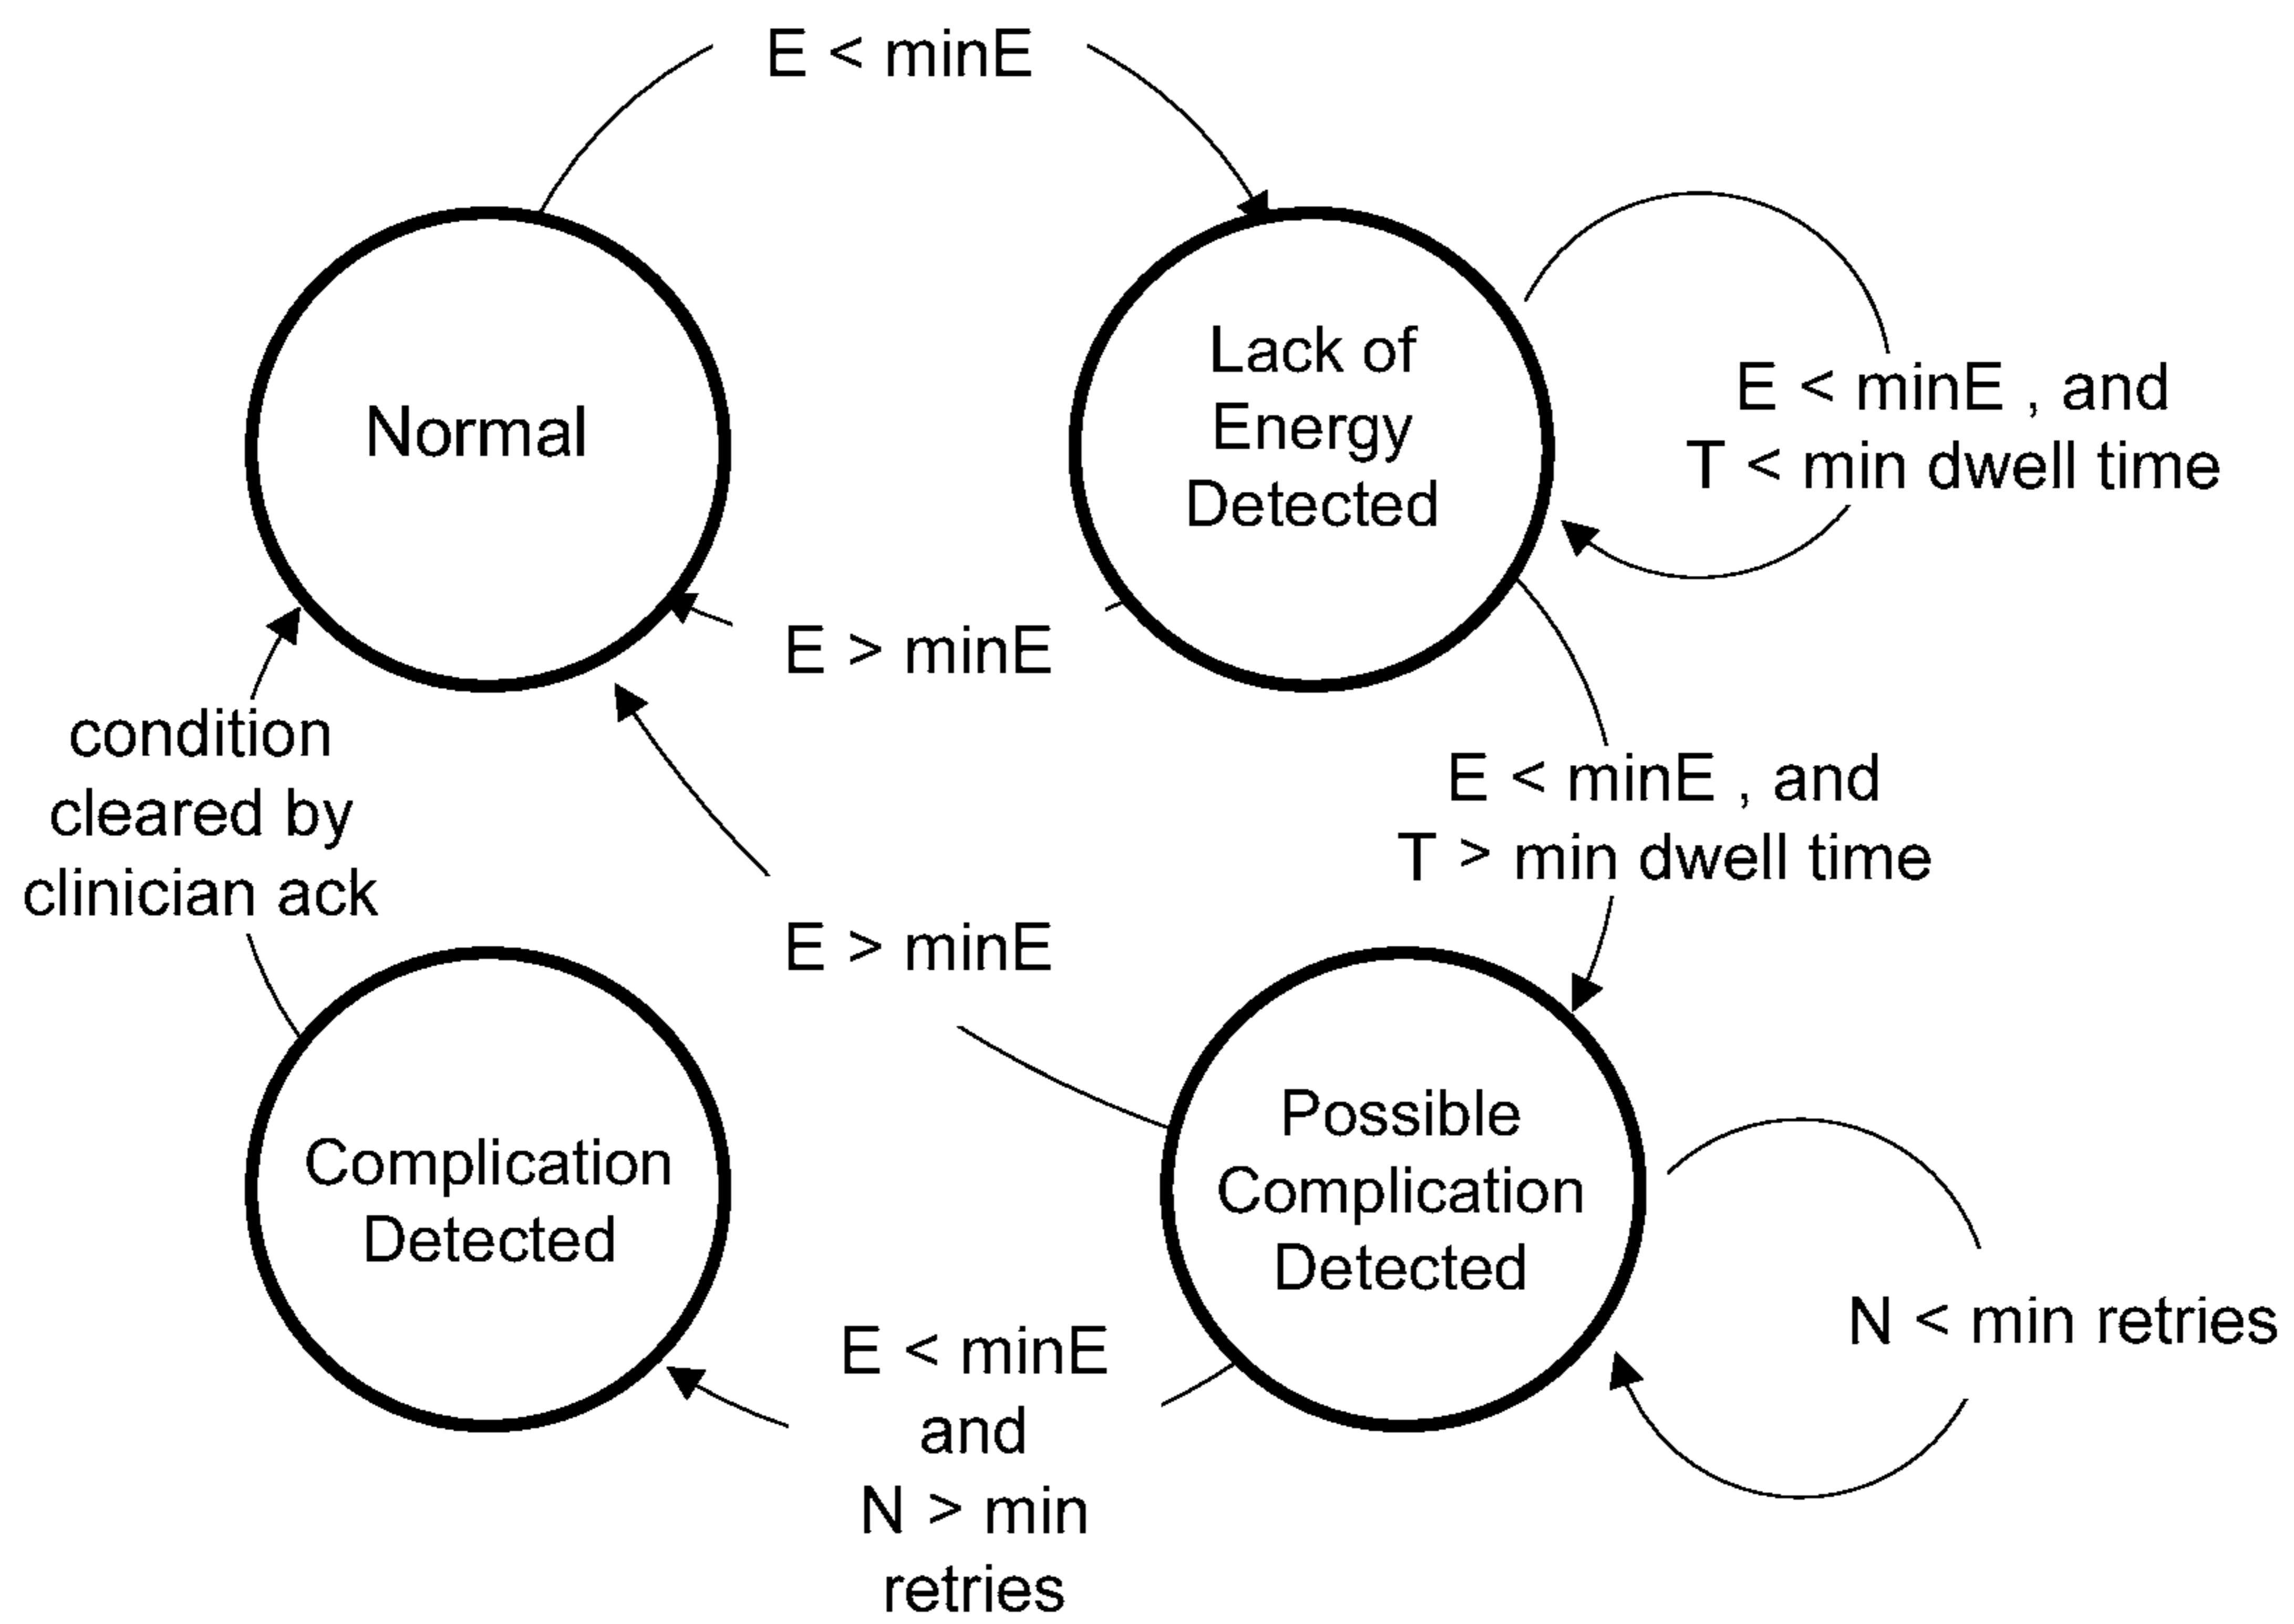 E < minE
Normal
Lack of
Energy
Detected
E < minE , and
T < min dwell time
E > minE
condition
cleared by
clinician ack
E < minE , and
T > min dwell time
E > minE
Complication
Detected
Possible
Complication
Detected
N < min retries
E < minE
and
N > min
retries